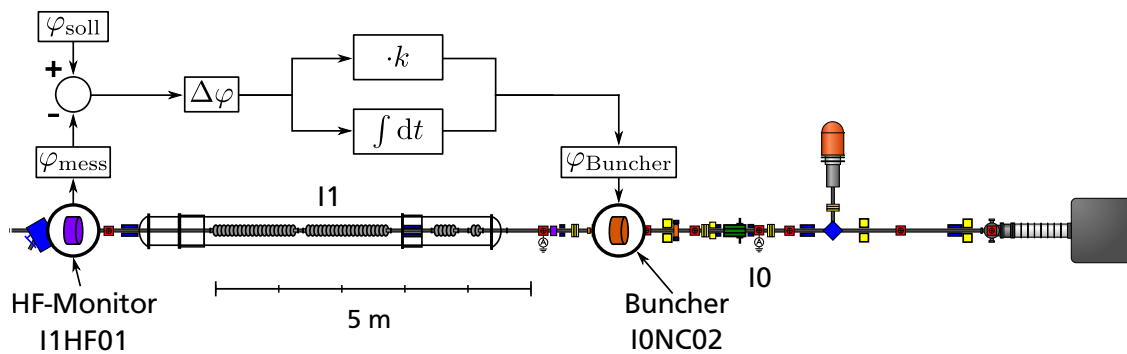 φsoll
+
-
Δφ
·k
∫ dt
φmess
φBuncher
I1
I0
5 m
HF-Monitor
I1HF01
Buncher
I0NC02